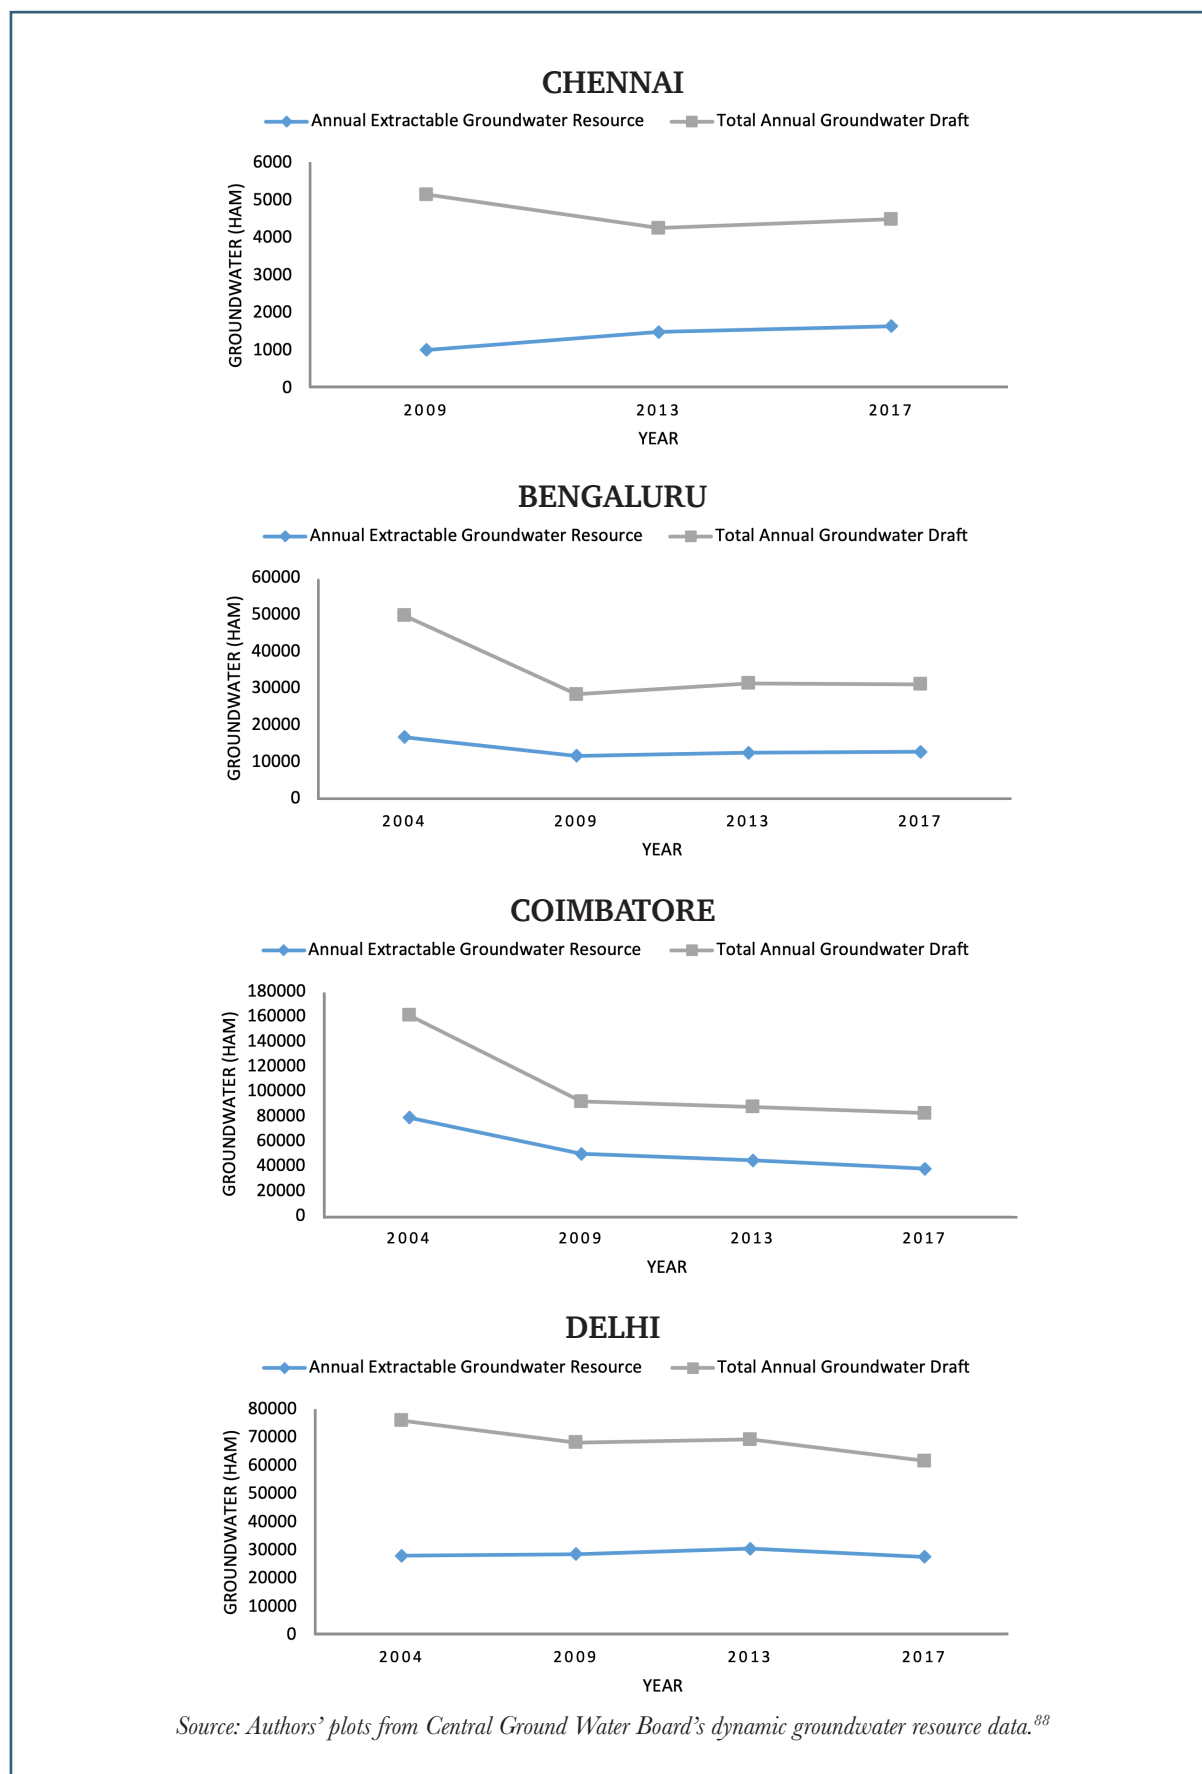 CHENNAI
Annual Extractable Groundwater Resource Total Annual Groundwater Draft
6000
5000
4000
3000
2000
1000
0
GROUNDWATER (HAM)
2009 2013 2017
YEAR
BENGALURU
Annual Extractable Groundwater Resource Total Annual Groundwater Draft
60000
50000
40000
30000
20000
10000
0
GROUNDWATER (HAM)
2004 2009 2013 2017
YEAR
COIMBATORE
Annual Extractable Groundwater Resource Total Annual Groundwater Draft
180000
160000
140000
120000
100000
80000
60000
40000
20000
0
GROUNDWATER (HAM)
2004 2009 2013 2017
YEAR
DELHI
Annual Extractable Groundwater Resource Total Annual Groundwater Draft
80000
70000
60000
50000
40000
30000
20000
10000
0
GROUNDWATER (HAM)
2004 2009 2013 2017
YEAR
Source: Authors’ plots from Central Ground Water Board’s dynamic groundwater resource data.88